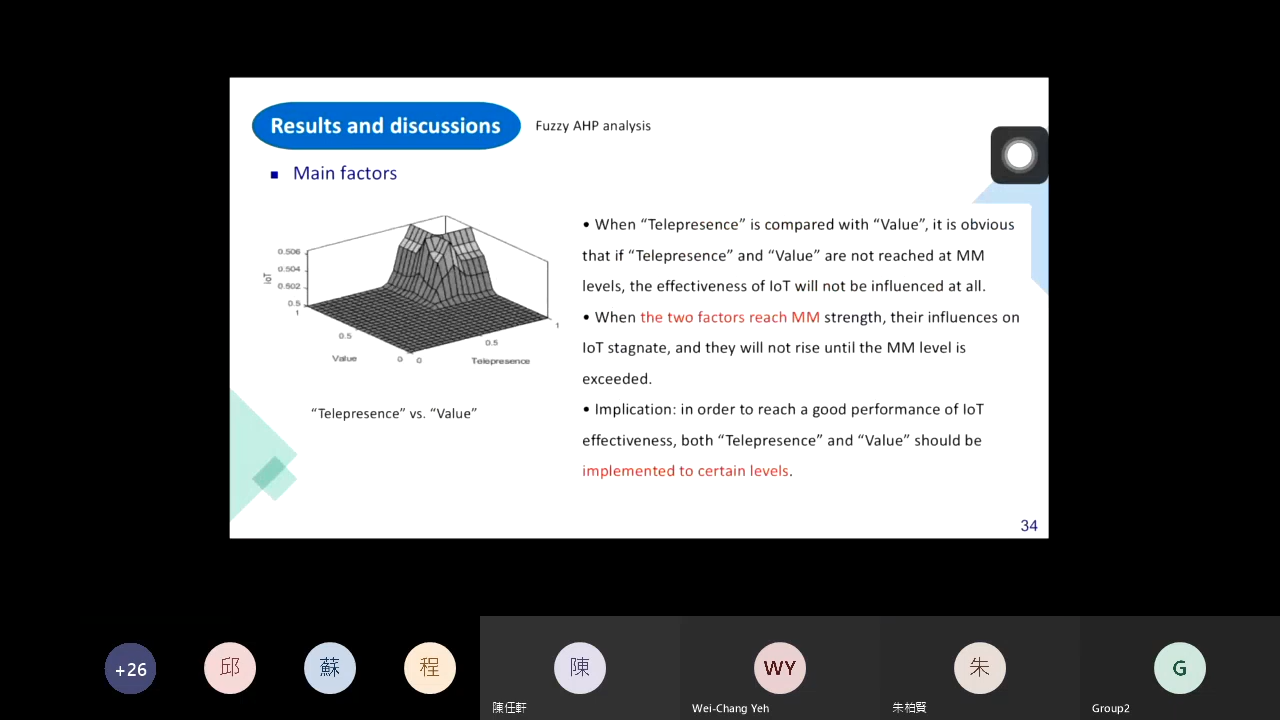 Results and discussions
Fuzzy AHP analysis
Main factors
0.506
0.504
0.502
0.5
IoT
1
0.5
0
Value
0
0.5
1
Telepresence
“Telepresence” vs. “Value”
• When “Telepresence” is compared with “Value”, it is obvious
that if “Telepresence” and “Value” are not reached at MM
levels, the effectiveness of IoT will not be influenced at all.
• When the two factors reach MM strength, their influences on
IoT stagnate, and they will not rise until the MM level is
exceeded.
• Implication: in order to reach a good performance of IoT
effectiveness, both “Telepresence” and “Value” should be
implemented to certain levels.
34
+26
邱
蘇
程
陳
陳任軒
WY
Wei-Chang Yeh
朱
朱柏賢
G
Group2